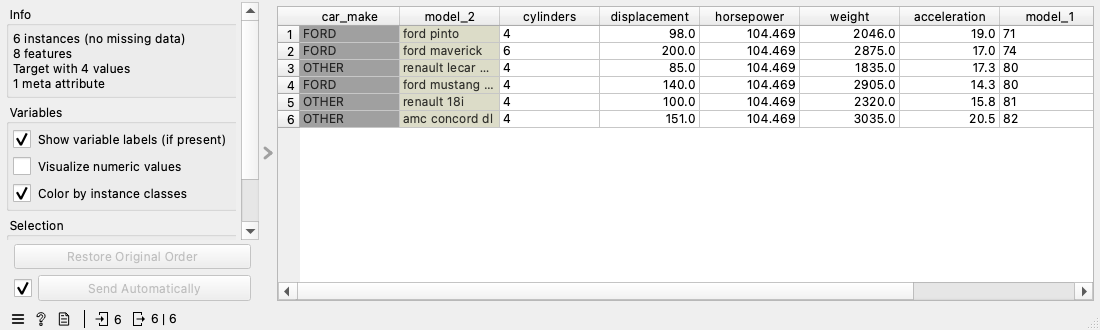 Info
6 instances (no missing data)
8 features
Target with 4 values
1 meta attribute
Variables
Show variable labels (if present)
Visualize numeric values
Color by instance classes
Selection
Restore Original Order
Send Automatically
? 6 6 | 6
car_make model_2 cylinders displacement horsepower weight acceleration model_1
1 FORD ford pinto 4 98.0 104.469 2046.0 19.0 71
2 FORD ford maverick 6 200.0 104.469 2875.0 17.0 74
3 OTHER renault lecar ... 4 85.0 104.469 1835.0 17.3 80
4 FORD ford mustang ... 4 140.0 104.469 2905.0 14.3 80
5 OTHER renault 18i 4 100.0 104.469 2320.0 15.8 81
6 OTHER amc concord dl 4 151.0 104.469 3035.0 20.5 82